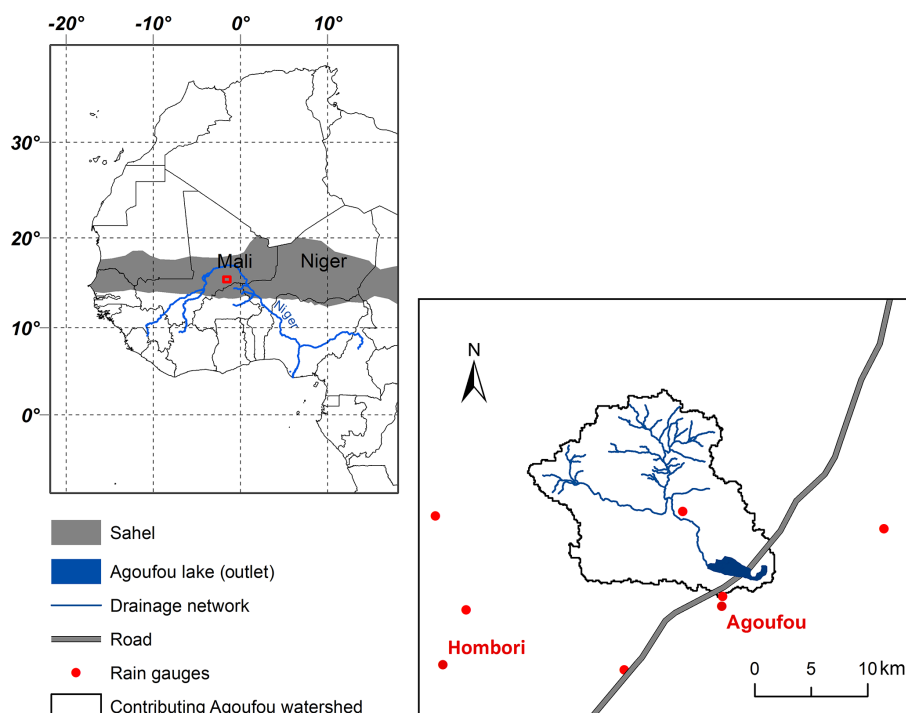 -20° -10° 0° 10°
30°
20°
10°
0°
Mali
Niger
Niger
Sahel
Agoufou lake (outlet)
Drainage network
Road
Rain gauges
Contributing Agoufou watershed
N
Agoufou
Hombori
0 5 10 km